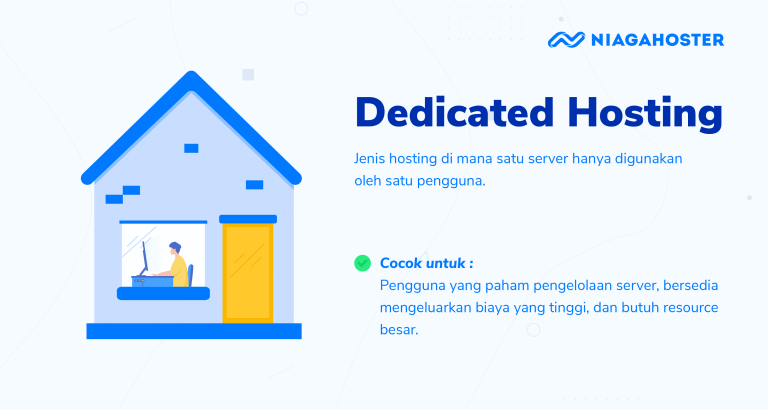 NIAGAHOSTER
Dedicated Hosting
Jenis hosting di mana satu server hanya digunakan
oleh satu pengguna.
Cocok untuk :
Pengguna yang paham pengelolaan server, bersedia
mengeluarkan biaya yang tinggi, dan butuh resource
besar.